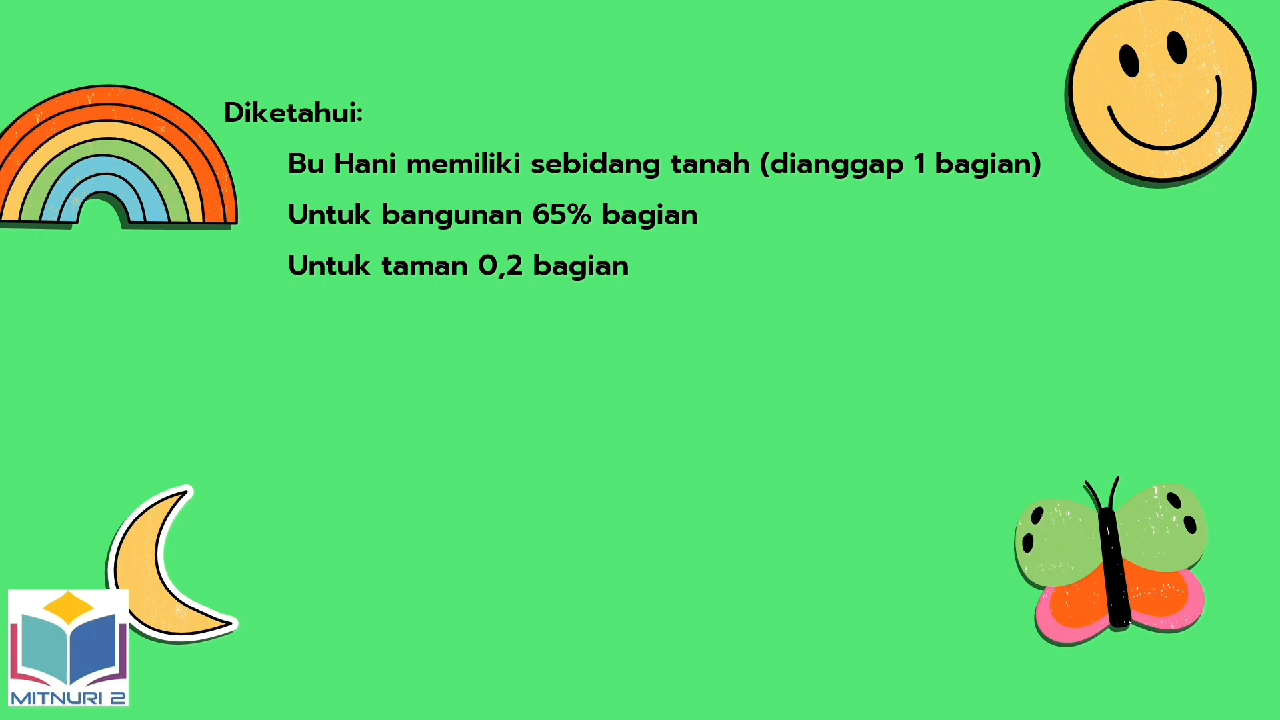 Diketahui:
Bu Hani memiliki sebidang tanah (dianggap 1 bagian)
Untuk bangunan 65% bagian
Untuk taman 0,2 bagian
MITNURI 2